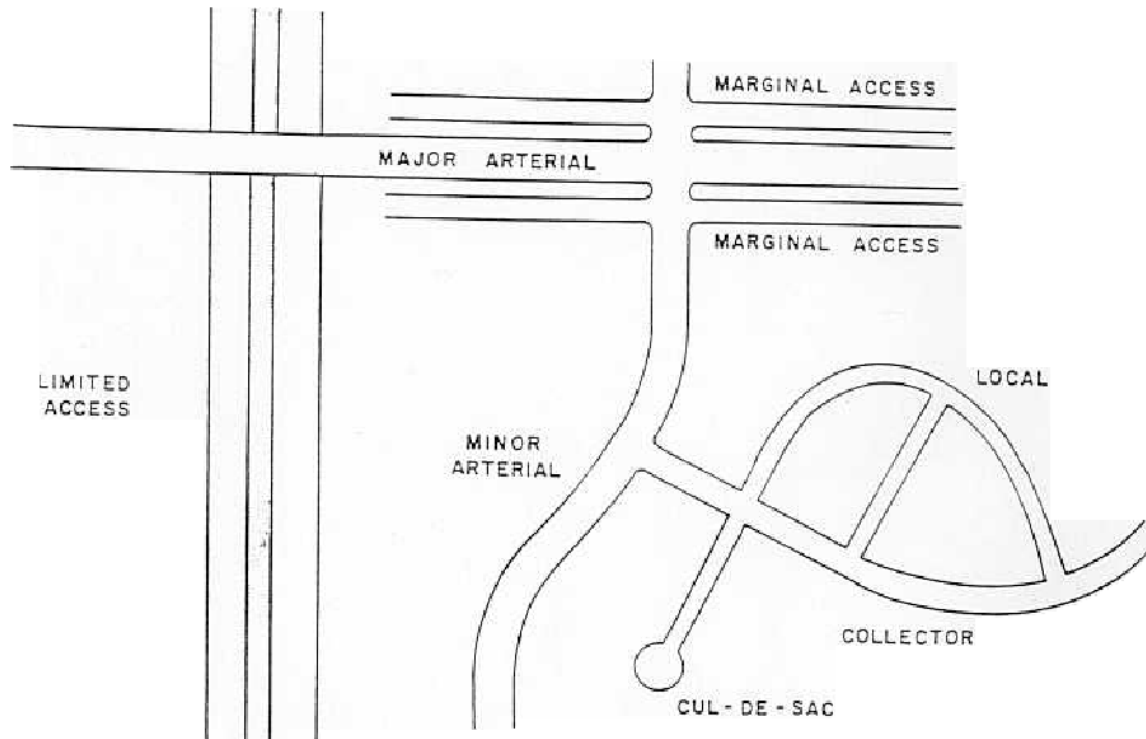 MARGINAL ACCESS
MAJOR ARTERIAL
MARGINAL ACCESS
LIMITED
ACCESS
LOCAL
MINOR
ARTERIAL
COLLECTOR
CUL-DE-SAC